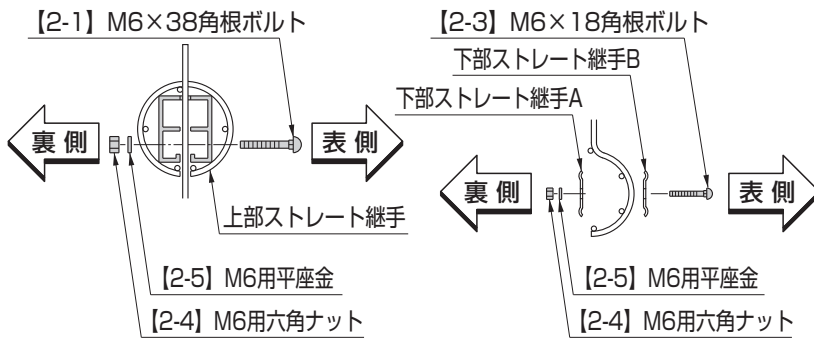 【2-1】M6×38角根ボルト
裏 側
表 側
上部ストレート継手
【2-5】M6用平座金
【2-4】M6用六角ナット
【2-3】M6×18角根ボルト
下部ストレート継手B
下部ストレート継手A
裏 側
表 側
【2-5】M6用平座金
【2-4】M6用六角ナット